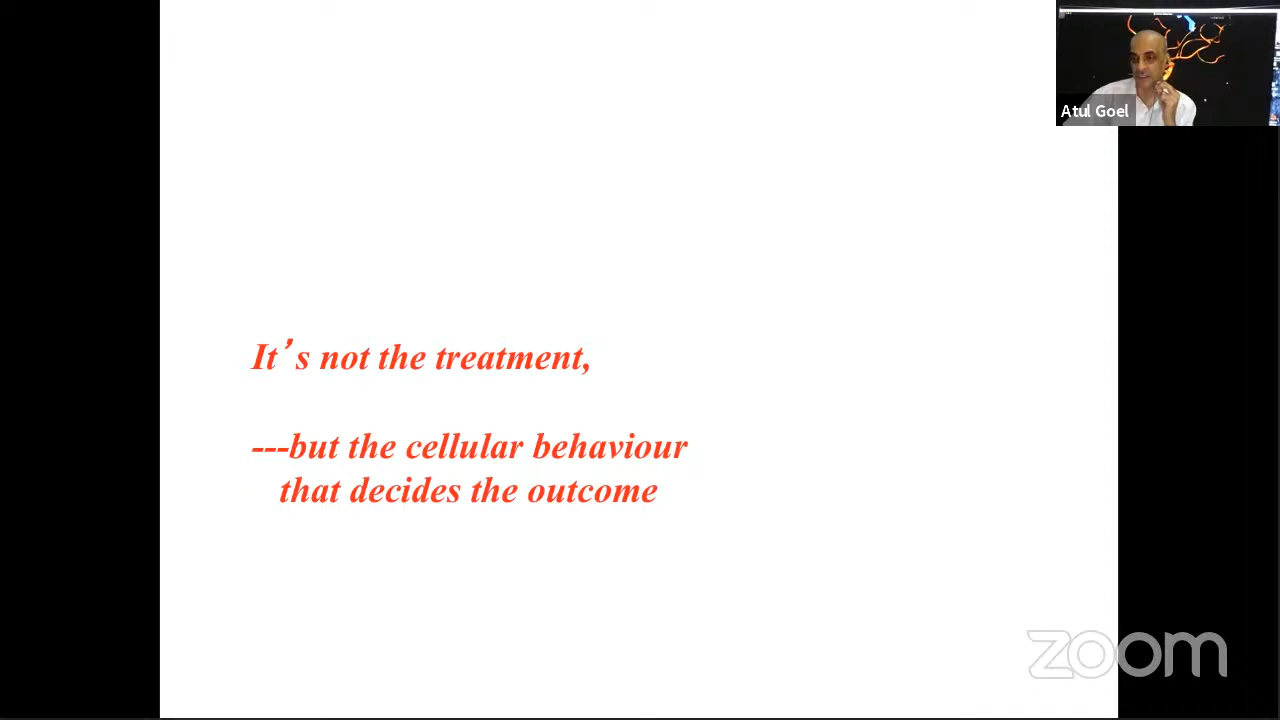 Atul Goel
It’s not the treatment,
---but the cellular behaviour
that decides the outcome
zoom